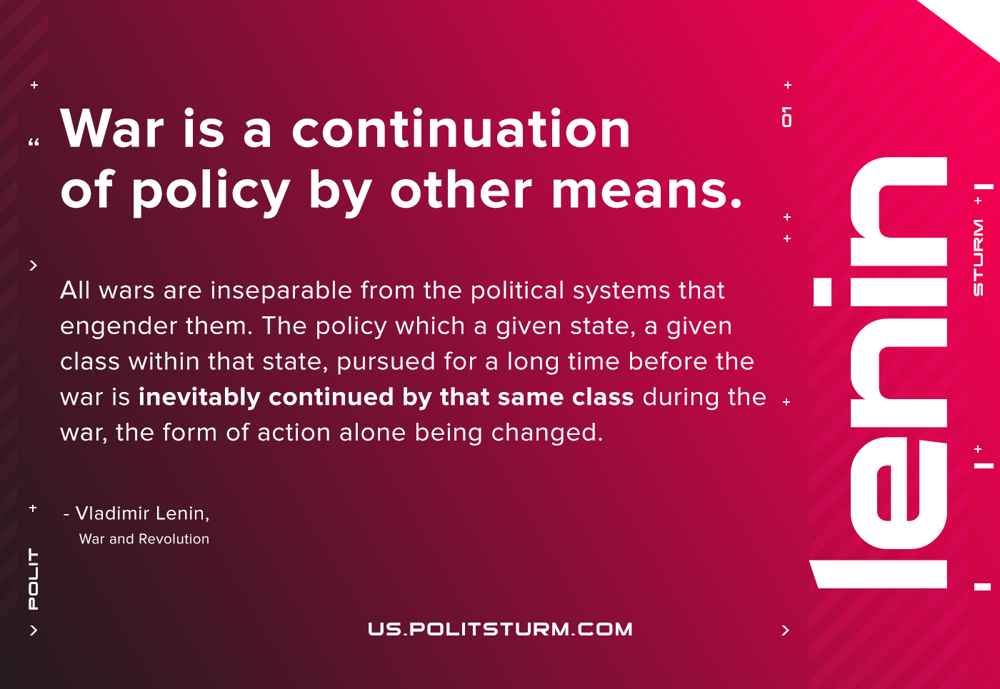 “ War is a continuation
of policy by other means.
All wars are inseparable from the political systems that
engender them. The policy which a given state, a given
class within that state, pursued for a long time before the
war is inevitably continued by that same class during the
war, the form of action alone being changed.
- Vladimir Lenin,
War and Revolution
POLIT
US.POLITSTURM.COM
01
lenin
STURM